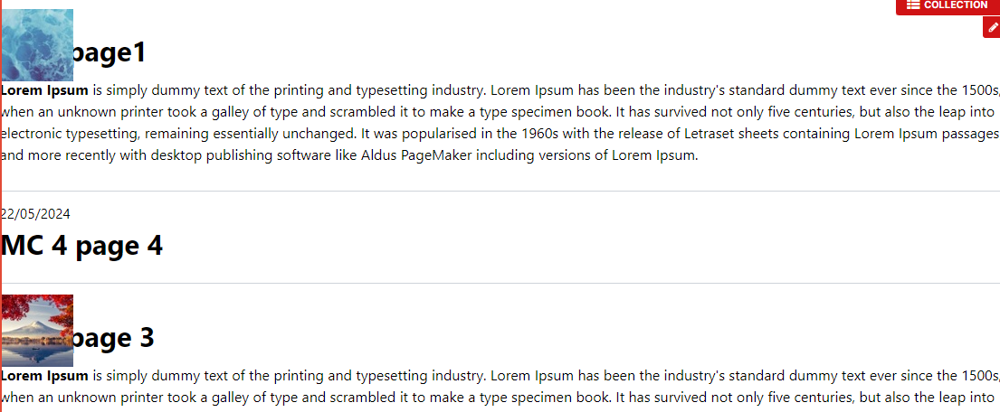 COLLECTION
page1
Lorem Ipsum is simply dummy text of the printing and typesetting industry. Lorem Ipsum has been the industry's standard dummy text ever since the 1500s,
when an unknown printer took a galley of type and scrambled it to make a type specimen book. It has survived not only five centuries, but also the leap into
electronic typesetting, remaining essentially unchanged. It was popularised in the 1960s with the release of Letraset sheets containing Lorem Ipsum passages
and more recently with desktop publishing software like Aldus PageMaker including versions of Lorem Ipsum.
22/05/2024
MC 4 page 4
page 3
Lorem Ipsum is simply dummy text of the printing and typesetting industry. Lorem Ipsum has been the industry's standard dummy text ever since the 1500s,
when an unknown printer took a galley of type and scrambled it to make a type specimen book. It has survived not only five centuries, but also the leap into